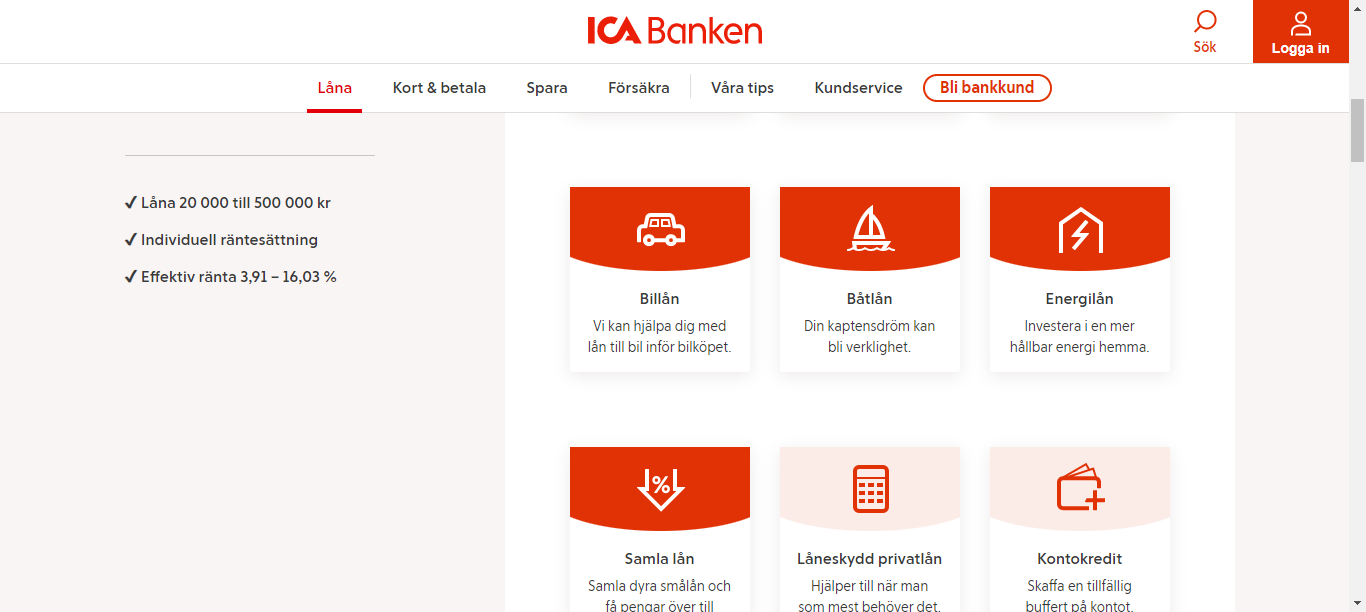 ICA Banken
Sök
Logga in
Låna
Kort & betala
Spara
Försäkra
Våra tips
Kundservice
Bli bankkund
✓ Låna 20 000 till 500 000 kr
✓ Individuell räntesättning
✓ Effektiv ränta 3,91 – 16,03 %
Billån
Vi kan hjälpa dig med
lån till bil inför bilköpet.
Båtlån
Din kaptensdröm kan
bli verklighet.
Energilån
Investera i en mer
hållbar energi hemma.
%
Samla lån
Samla dyra smålån och
få pengar över till
Låneskydd privatlån
Hjälper till när man
som mest behöver det.
Kontokredit
Skaffa en tillfällig
buffert på kontot.